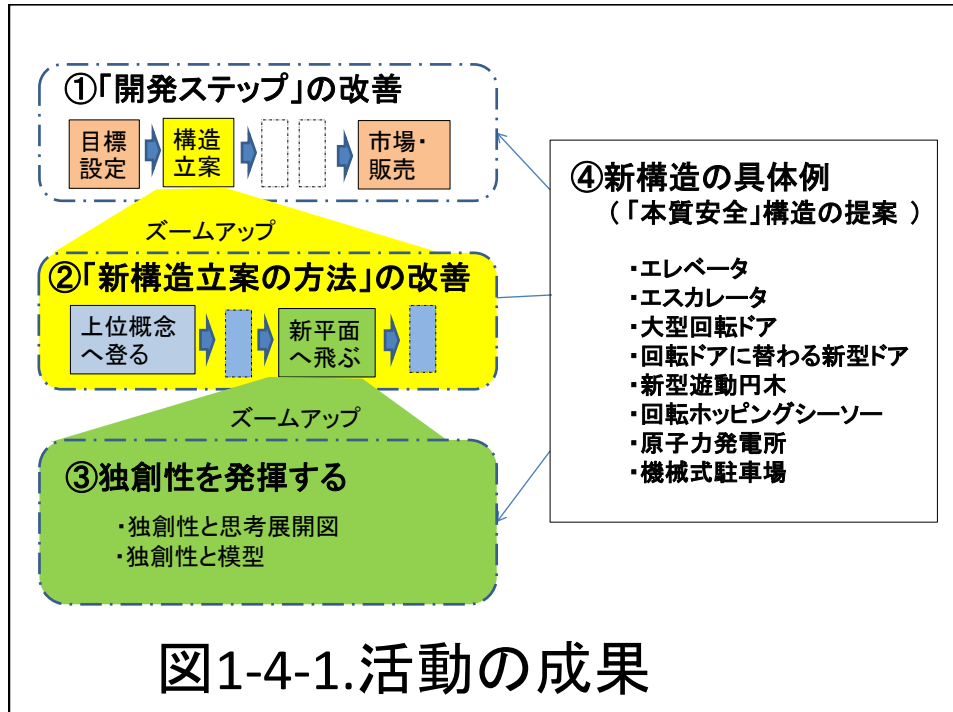 ①「開発ステップ」の改善
目標
設定
構造
立案
市場・
販売
ズームアップ
②「新構造立案の方法」の改善
上位概念
へ登る
新平面
へ飛ぶ
ズームアップ
③独創性を発揮する
・独創性と思考展開図
・独創性と模型
④新構造の具体例
（「本質安全」構造の提案 ）
・エレベータ
・エスカレータ
・大型回転ドア
・回転ドアに替わる新型ドア
・新型遊動円木
・回転ホッピングシーソー
・原子力発電所
・機械式駐車場
図1-4-1.活動の成果